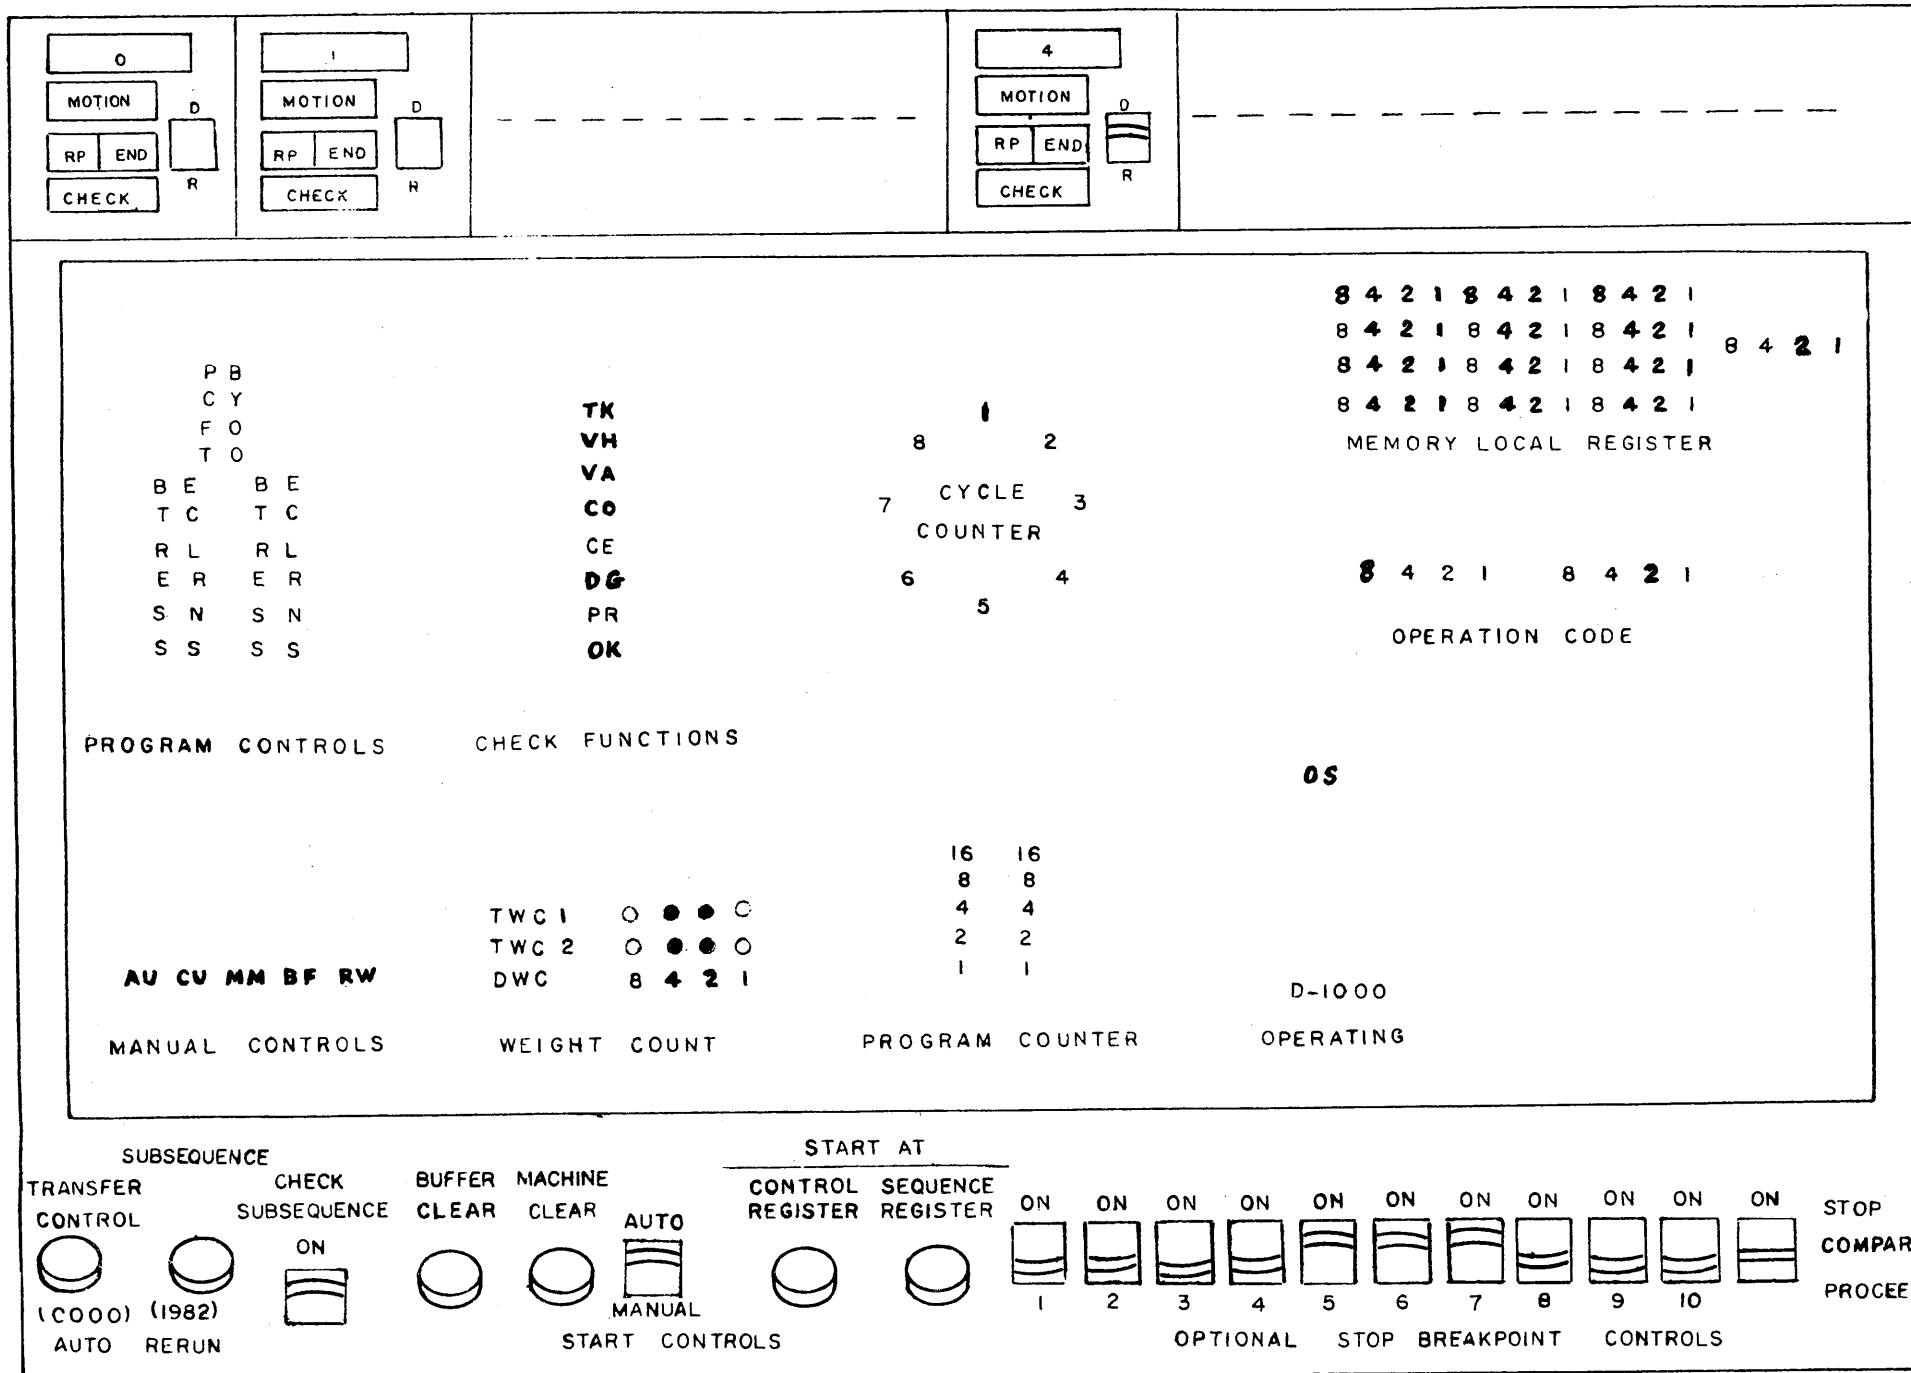 0 1 4
MOTION MOTION MOTION
D D D
RP END RP END RP END
R R R
CHECK CHECK CHECK
8 4 2 1 8 4 2 1 8 4 2 1
8 4 2 1 8 4 2 1 8 4 2 1
8 4 2 1
8 4 2 1 8 4 2 1 8 4 2 1
8 4 2 1 8 4 2 1 8 4 2 1
MEMORY LOCAL REGISTER
P B
C Y
F O
T O
B E B E
T C T C
R L R L
E R E R
S N S N
S S S S
PROGRAM CONTROLS
TK
VH
VA
CO
CE
DG
PR
OK
CHECK FUNCTIONS
1
8 2
7 CYCLE 3
COUNTER
6 4
5
8 4 2 1 8 4 2 1
OPERATION CODE
OS
AU CU MM BF RW
MANUAL CONTROLS
TWC 1
TWC 2
DWC 8 4 2 1
WEIGHT COUNT
16 16
8 8
4 4
2 2
1 1
PROGRAM COUNTER
D-1000
OPERATING
SUBSEQUENCE
TRANSFER
CONTROL
(C000) (1982)
AUTO RERUN
CHECK
SUBSEQUENCE
ON
BUFFER
CLEAR
MACHINE
CLEAR
AUTO
MANUAL
START CONTROLS
START AT
CONTROL
REGISTER
SEQUENCE
REGISTER
ON ON ON ON ON ON ON ON ON ON ON
STOP
COMPAR
PROCEE
1 2 3 4 5 6 7 8 9 10
OPTIONAL STOP BREAKPOINT CONTROLS